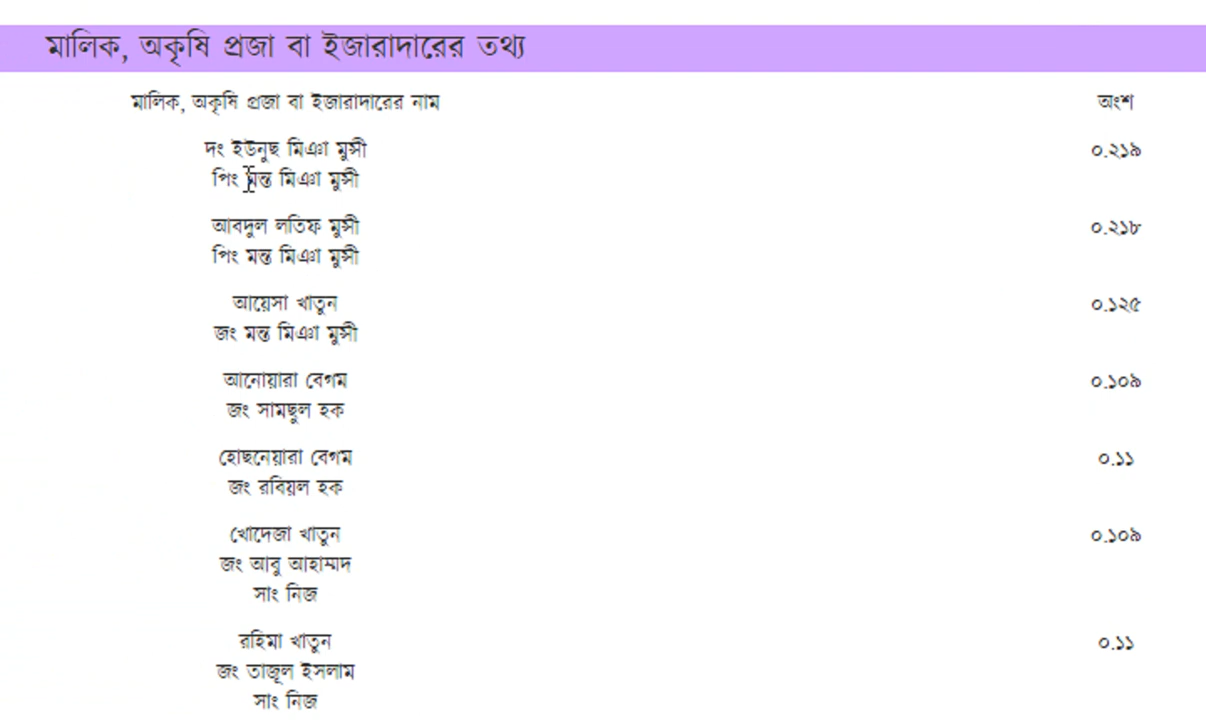 মালিক, অকৃষি প্রজা বা ইজারাদারের তথ্য
মালিক, অকৃষি প্রজা বা ইজারাদারের নাম অংশ
দং ইউনুছ মিঞা মুন্সী ০.২১৯
পিং মন্ত মিঞা মুন্সী
আবদুল লতিফ মুন্সী ০.২১৮
পিং মন্ত মিঞা মুন্সী
আয়েসা খাতুন ০.১২৫
জং মন্ত মিঞা মুন্সী
আনোয়ারা বেগম ০.১০৯
জং সামছুল হক
হোছনেয়ারা বেগম ০.১১
জং রবিয়ল হক
খোদেজা খাতুন ০.১০৯
জং আবু আহাম্মদ
সাং নিজ
রহিমা খাতুন ০.১১
জং তাজূল ইসলাম
সাং নিজ